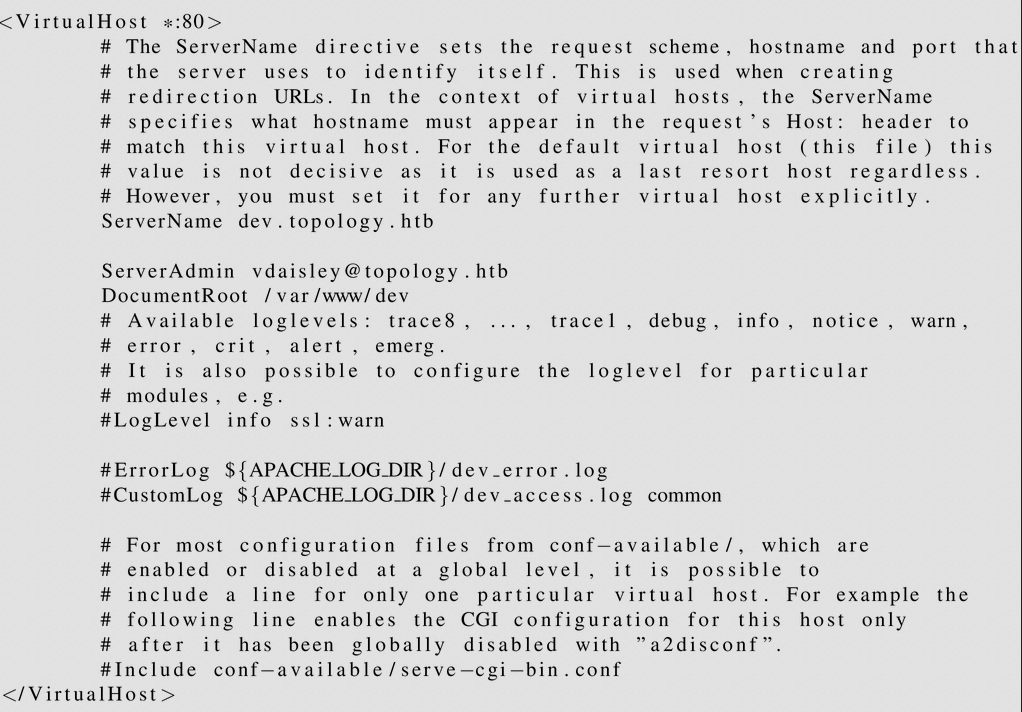 <VirtualHost *:80>
# The ServerName directive sets the request scheme, hostname and port that
# the server uses to identify itself. This is used when creating
# redirection URLs. In the context of virtual hosts, the ServerName
# specifies what hostname must appear in the request's Host: header to
# match this virtual host. For the default virtual host (this file) this
# value is not decisive as it is used as a last resort host regardless.
# However, you must set it for any further virtual host explicitly.
ServerName dev.topology.htb
ServerAdmin vdaisley@topology.htb
DocumentRoot /var/www/dev
# Available loglevels: trace8, ..., trace1, debug, info, notice, warn,
# error, crit, alert, emerg.
# It is also possible to configure the loglevel for particular
# modules, e.g.
#LogLevel info ssl:warn
#ErrorLog ${APACHE_LOG_DIR}/dev_error.log
#CustomLog ${APACHE_LOG_DIR}/dev_access.log common
# For most configuration files from conf−available/, which are
# enabled or disabled at a global level, it is possible to
# include a line for only one particular virtual host. For example the
# following line enables the CGI configuration for this host only
# after it has been globally disabled with ”a2disconf”.
#Include conf−available/serve−cgi−bin.conf
</VirtualHost>